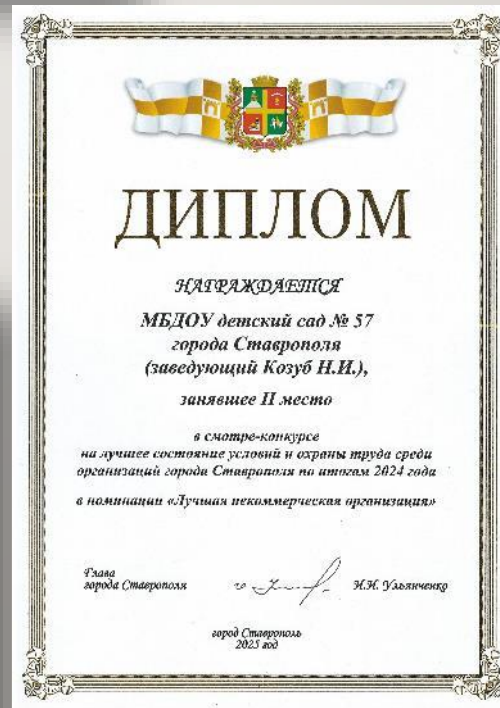 ДИПЛОМ
НАГРАЖДАЕТСЯ
МБДОУ детский сад № 57
города Ставрополя
(заведующий Козуб Н.И.),
занявшее II место
в смотре-конкурсе
на лучшее состояние условий и охраны труда среди
организаций города Ставрополя по итогам 2024 года
в номинации «Лучшая некоммерческая организация»
Глава
города Ставрополя
И.И. Ульянченко
город Ставрополь
2025 год